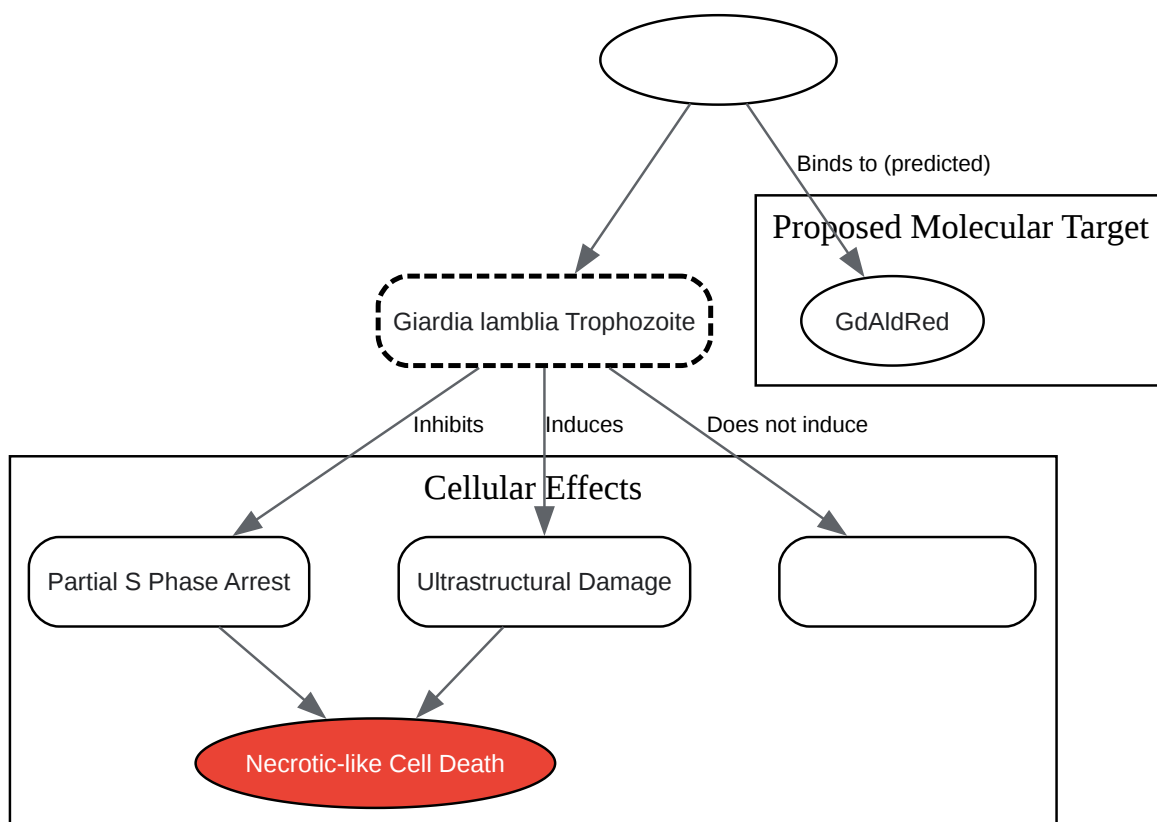 Binds to (predicted)
Proposed Molecular Target
Giardia lamblia Trophozoite
GdAldRed
Inhibits
Induces
Does not induce
Cellular Effects
Partial S Phase Arrest
Ultrastructural Damage
Necrotic-like Cell Death